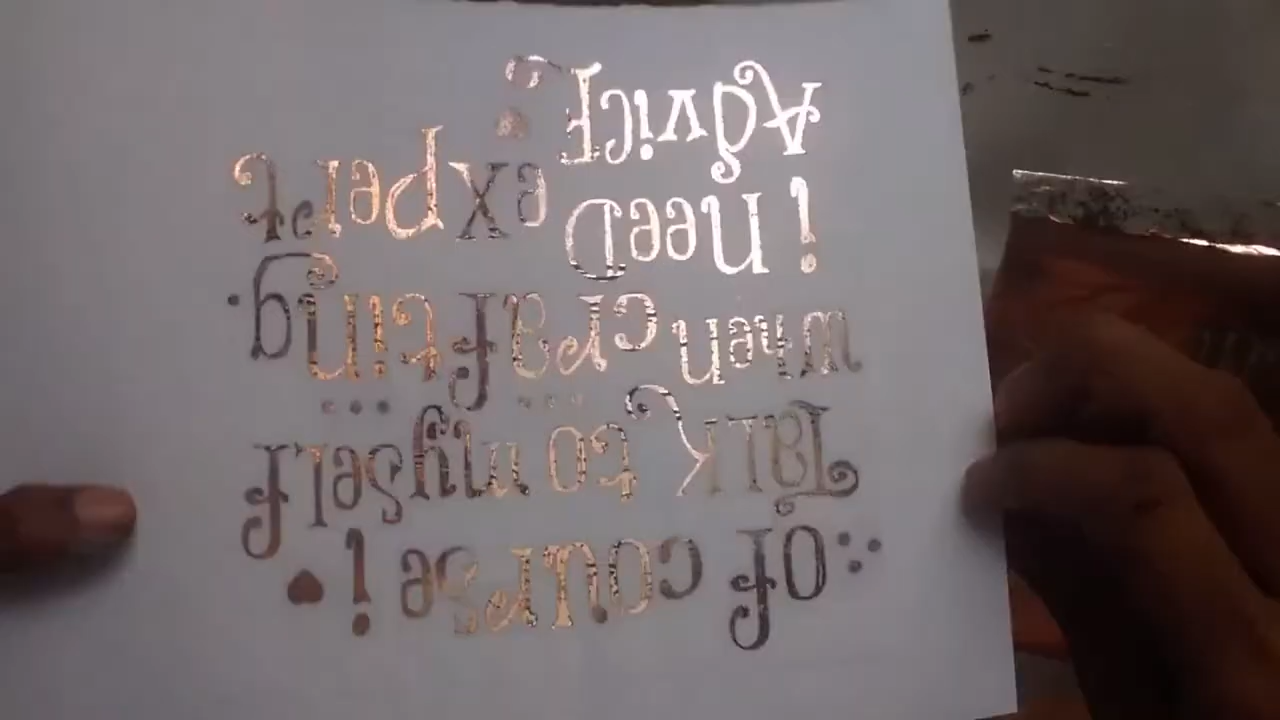 Of course I
Talk to myself
when crafting.
I need expert
Advice